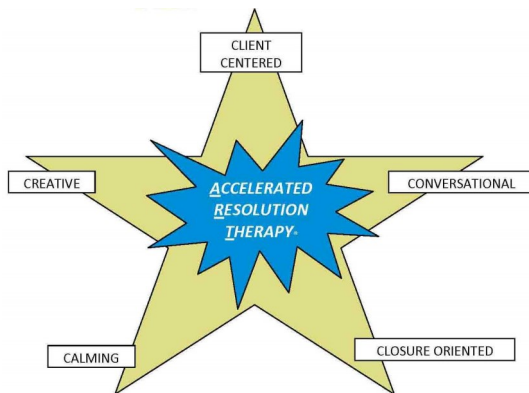 CLIENT
CENTERED
CREATIVE
ACCELERATED
RESOLUTION
THERAPY®
CONVERSATIONAL
CALMING
CLOSURE ORIENTED